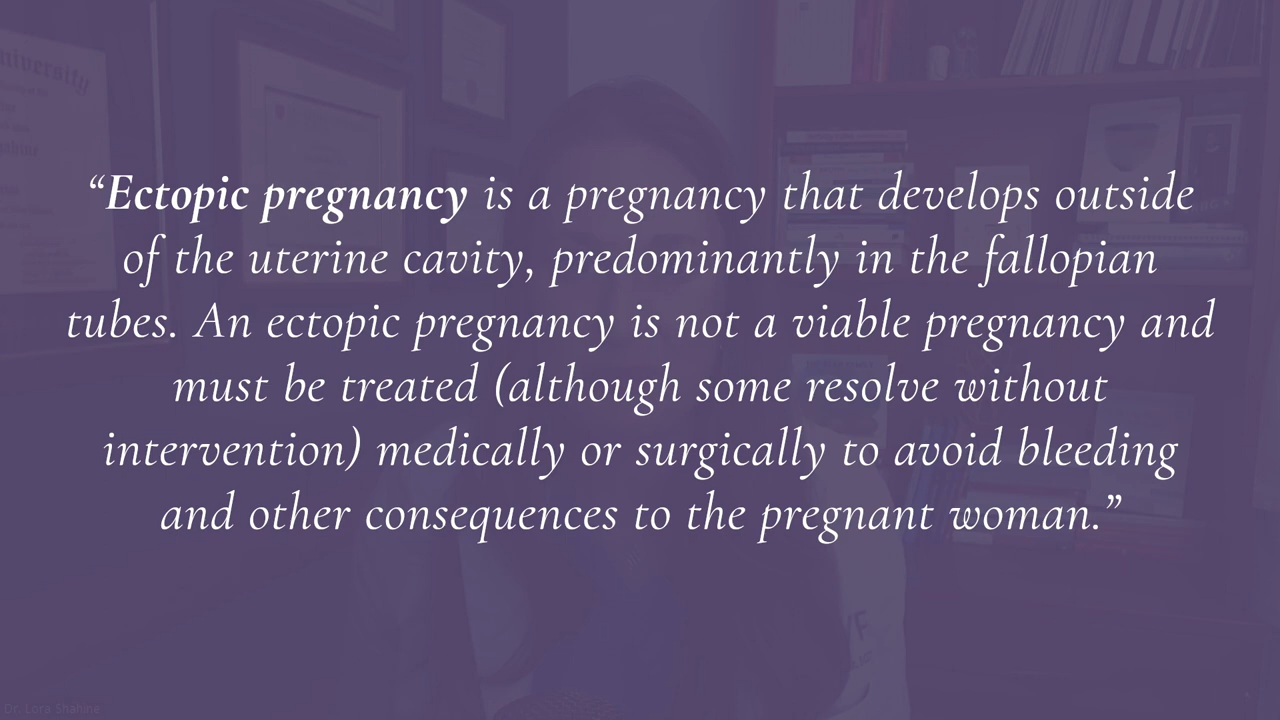 “Ectopic pregnancy is a pregnancy that develops outside
of the uterine cavity, predominantly in the fallopian
tubes. An ectopic pregnancy is not a viable pregnancy and
must be treated (although some resolve without
intervention) medically or surgically to avoid bleeding
and other consequences to the pregnant woman.”
University
Dr. Lora Shahine